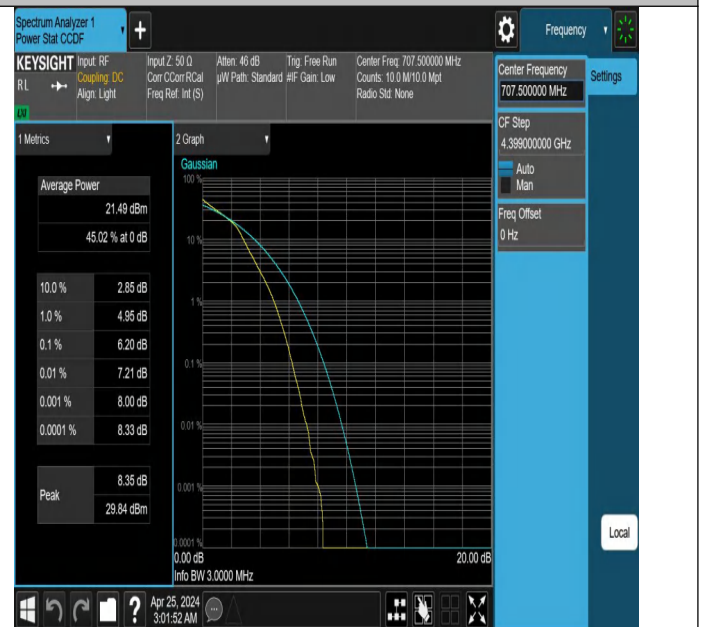 Spectrum Analyzer 1
Power Stat CCDF
+
Frequency
KEYSIGHT
RL
LXI
Input: RF
Coupling: DC
Align: Light
Input Z: 50 Ω
Corr CCorr RCal
Freq Ref: Int (S)
Atten: 46 dB
µW Path: Standard
Trig: Free Run
#IF Gain: Low
Center Freq: 707.500000 MHz
Counts: 10.0 M/10.0 Mpt
Radio Std: None
Center Frequency
707.500000 MHz
Settings
CF Step
4.399000000 GHz
Auto
Man
Freq Offset
0 Hz
1 Metrics
Average Power
21.49 dBm
45.02 % at 0 dB
10.0 % 2.85 dB
1.0 % 4.95 dB
0.1 % 6.20 dB
0.01 % 7.21 dB
0.001 % 8.00 dB
0.0001 % 8.33 dB
Peak
8.35 dB
29.84 dBm
2 Graph
Gaussian
100 %
10 %
1 %
0.1 %
0.01 %
0.001 %
0.0001 %
0.00 dB 20.00 dB
Info BW 3.0000 MHz
Local
?
Apr 25, 2024
3:01:52 AM